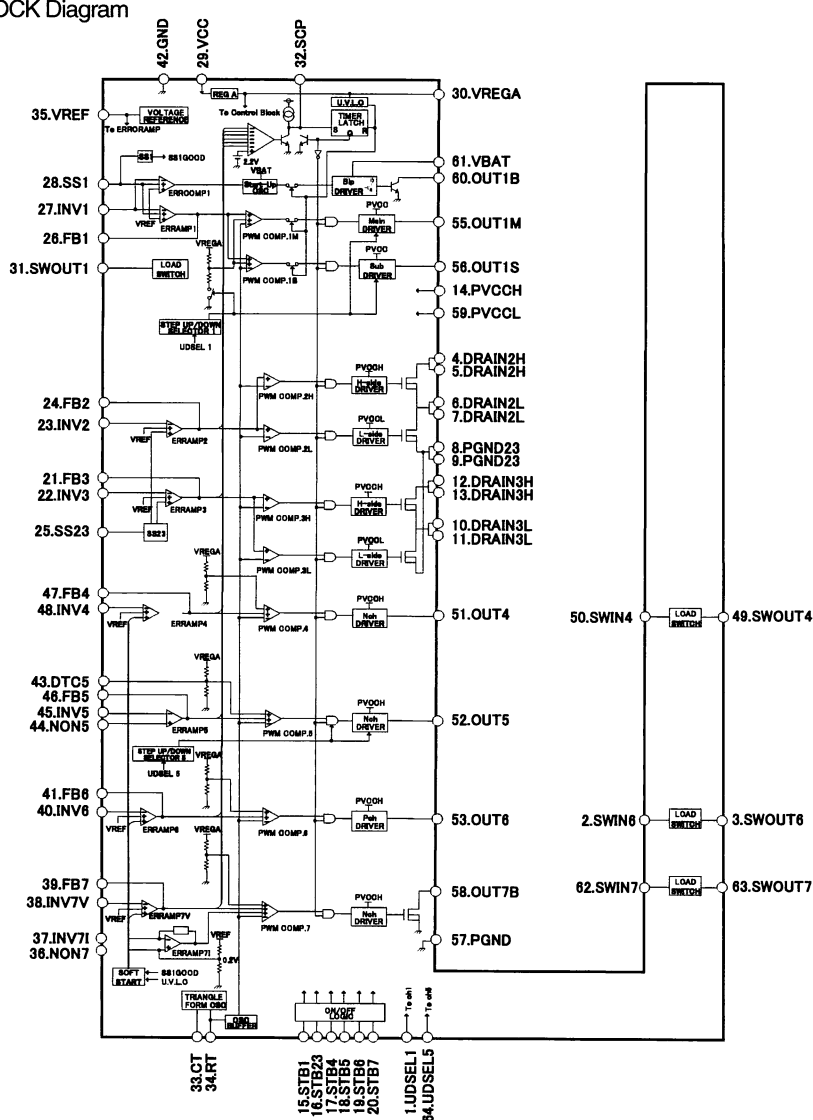 OCK Diagram
42.GND
29.VCC
32.SCP
35.VREF
VOLTAGE
REFERENCE
To ERRORAMP
REG A
To Control Block
U.V.L.O
TIMER
LATCH
S
Q
R
30.VREGA
2.2V
SS1
SS1GOOD
28.SS1
27.INV1
26.FB1
31.SWOUT1
ERRCOMP1
VREF
ERRAMP1
VBAT
Start-Up
OSC
Bip
DRIVER
61.VBAT
60.OUT1B
PWM COMP.1M
PVCC
Main
DRIVER
55.OUT1M
LOAD
SWITCH
VREGA
PWM COMP.1S
PVCC
Sub
DRIVER
56.OUT1S
14.PVCCH
59.PVCCL
STEP UP/DOWN
SELECTOR 1
UDSEL 1
24.FB2
23.INV2
VREF
ERRAMP2
PWM COMP.2H
PVCCH
H-side
DRIVER
4.DRAIN2H
5.DRAIN2H
PWM COMP.2L
PVCCL
L-side
DRIVER
6.DRAIN2L
7.DRAIN2L
8.PGND23
9.PGND23
21.FB3
22.INV3
25.SS23
VREF
ERRAMP3
SS23
PWM COMP.3H
PVCCH
H-side
DRIVER
12.DRAIN3H
13.DRAIN3H
VREGA
PWM COMP.3L
PVCCL
L-side
DRIVER
10.DRAIN3L
11.DRAIN3L
47.FB4
48.INV4
VREF
ERRAMP4
PWM COMP.4
PVCCH
Nch
DRIVER
51.OUT4
50.SWIN4
LOAD
SWITCH
49.SWOUT4
VREGA
43.DTC5
46.FB5
45.INV5
44.NON5
ERRAMP5
PWM COMP.5
PVCCH
Nch
DRIVER
52.OUT5
STEP UP/DOWN
SELECTOR 5
UDSEL 5
VREGA
41.FB6
40.INV6
VREF
ERRAMP6
PWM COMP.6
PVCCH
Pch
DRIVER
53.OUT6
2.SWIN6
LOAD
SWITCH
3.SWOUT6
VREGA
39.FB7
38.INV7V
37.INV7I
36.NON7
VREF
ERRAMP7V
ERRAMP7I
VREF
0.2V
PWM COMP.7
PVCCH
Nch
DRIVER
58.OUT7B
57.PGND
62.SWIN7
LOAD
SWITCH
63.SWOUT7
SOFT
START
SS1GOOD
U.V.L.O
TRIANGLE
FORM OSC
OSC
BUFFER
ON/OFF
LOGIC
To ch1
To ch5
33.CT
34.RT
15.STB1
16.STB23
17.STB4
18.STB5
19.STB6
20.STB7
1.UDSEL1
64.UDSEL5